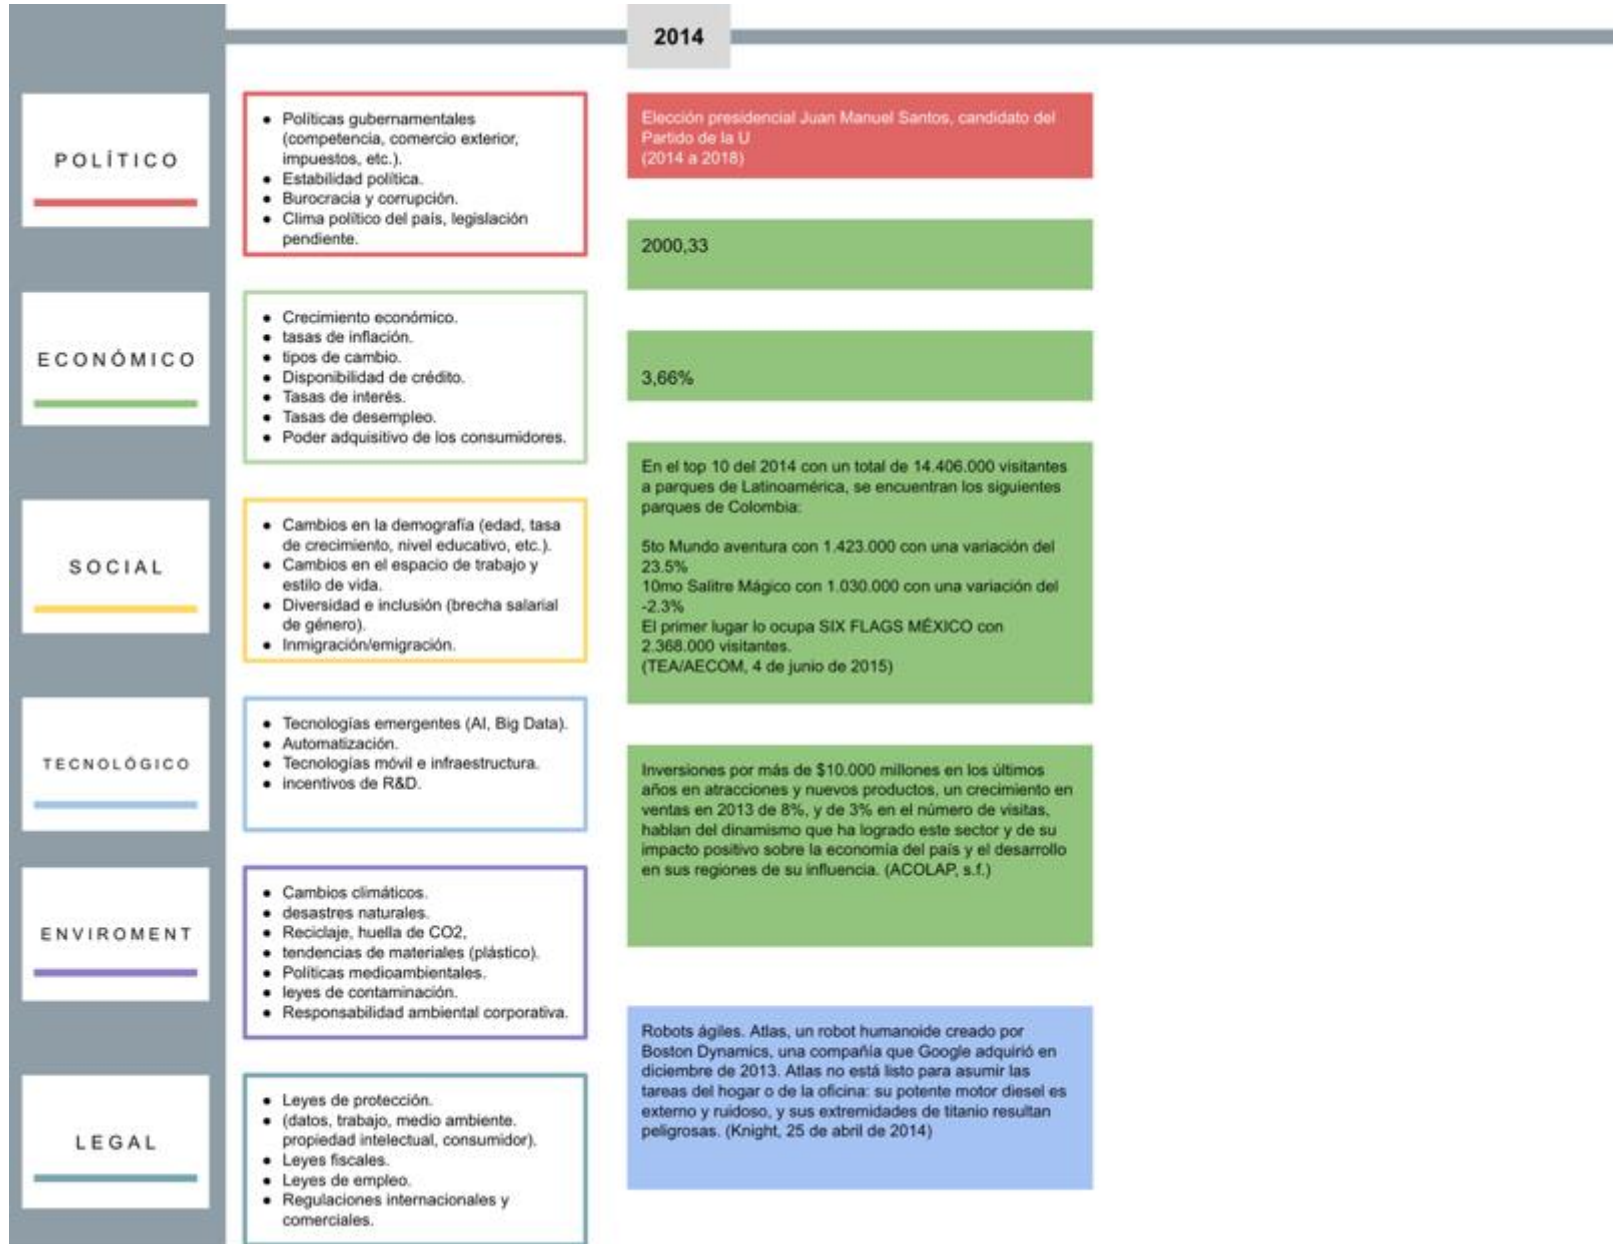 2014
POLÍTICO
● Políticas gubernamentales
(competencia, comercio exterior,
impuestos, etc.).
● Estabilidad política.
● Burocracia y corrupción.
● Clima político del país, legislación
pendiente.
ECONÓMICO
● Crecimiento económico.
● tasas de inflación.
● tipos de cambio.
● Disponibilidad de crédito.
● Tasas de interés.
● Tasas de desempleo.
● Poder adquisitivo de los consumidores.
SOCIAL
● Cambios en la demografía (edad, tasa
de crecimiento, nivel educativo, etc.).
● Cambios en el espacio de trabajo y
estilo de vida.
● Diversidad e inclusión (brecha salarial
de género).
● Inmigración/emigración.
TECNOLÓGICO
● Tecnologías emergentes (AI, Big Data).
● Automatización.
● Tecnologías móvil e infraestructura.
● incentivos de R&D.
ENVIROMENT
● Cambios climáticos.
● desastres naturales.
● Reciclaje, huella de CO2,
● tendencias de materiales (plástico).
● Políticas medioambientales.
● leyes de contaminación.
● Responsabilidad ambiental corporativa.
LEGAL
● Leyes de protección.
● (datos, trabajo, medio ambiente.
propiedad intelectual, consumidor).
● Leyes fiscales.
● Leyes de empleo.
● Regulaciones internacionales y
comerciales.
Elección presidencial Juan Manuel Santos, candidato del
Partido de la U
(2014 a 2018)
2000,33
3,66%
En el top 10 del 2014 con un total de 14.406.000 visitantes
a parques de Latinoamérica, se encuentran los siguientes
parques de Colombia:
5to Mundo aventura con 1.423.000 con una variación del
23.5%
10mo Salitre Mágico con 1.030.000 con una variación del
-2.3%
El primer lugar lo ocupa SIX FLAGS MÉXICO con
2.368.000 visitantes.
(TEA/AECOM, 4 de junio de 2015)
Inversiones por más de $10.000 millones en los últimos
años en atracciones y nuevos productos, un crecimiento en
ventas en 2013 de 8%, y de 3% en el número de visitas,
hablan del dinamismo que ha logrado este sector y de su
impacto positivo sobre la economía del país y el desarrollo
en sus regiones de su influencia. (ACOLAP, s.f.)
Robots ágiles. Atlas, un robot humanoide creado por
Boston Dynamics, una compañía que Google adquirió en
diciembre de 2013. Atlas no está listo para asumir las
tareas del hogar o de la oficina: su potente motor diesel es
externo y ruidoso, y sus extremidades de titanio resultan
peligrosas. (Knight, 25 de abril de 2014)